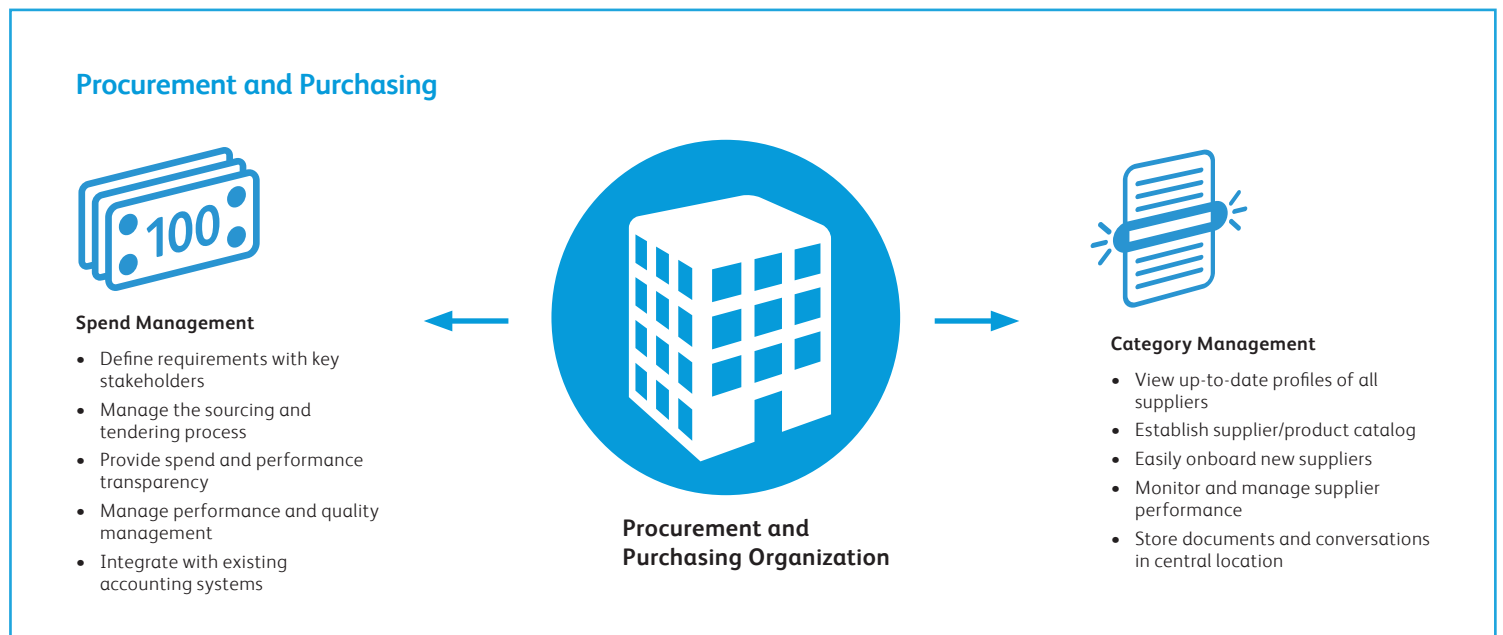 Procurement and Purchasing
100
Spend Management
• Define requirements with key
stakeholders
• Manage the sourcing and
tendering process
• Provide spend and performance
transparency
• Manage performance and quality
management
• Integrate with existing
accounting systems
Procurement and
Purchasing Organization
Category Management
• View up-to-date profiles of all
suppliers
• Establish supplier/product catalog
• Easily onboard new suppliers
• Monitor and manage supplier
performance
• Store documents and conversations
in central location